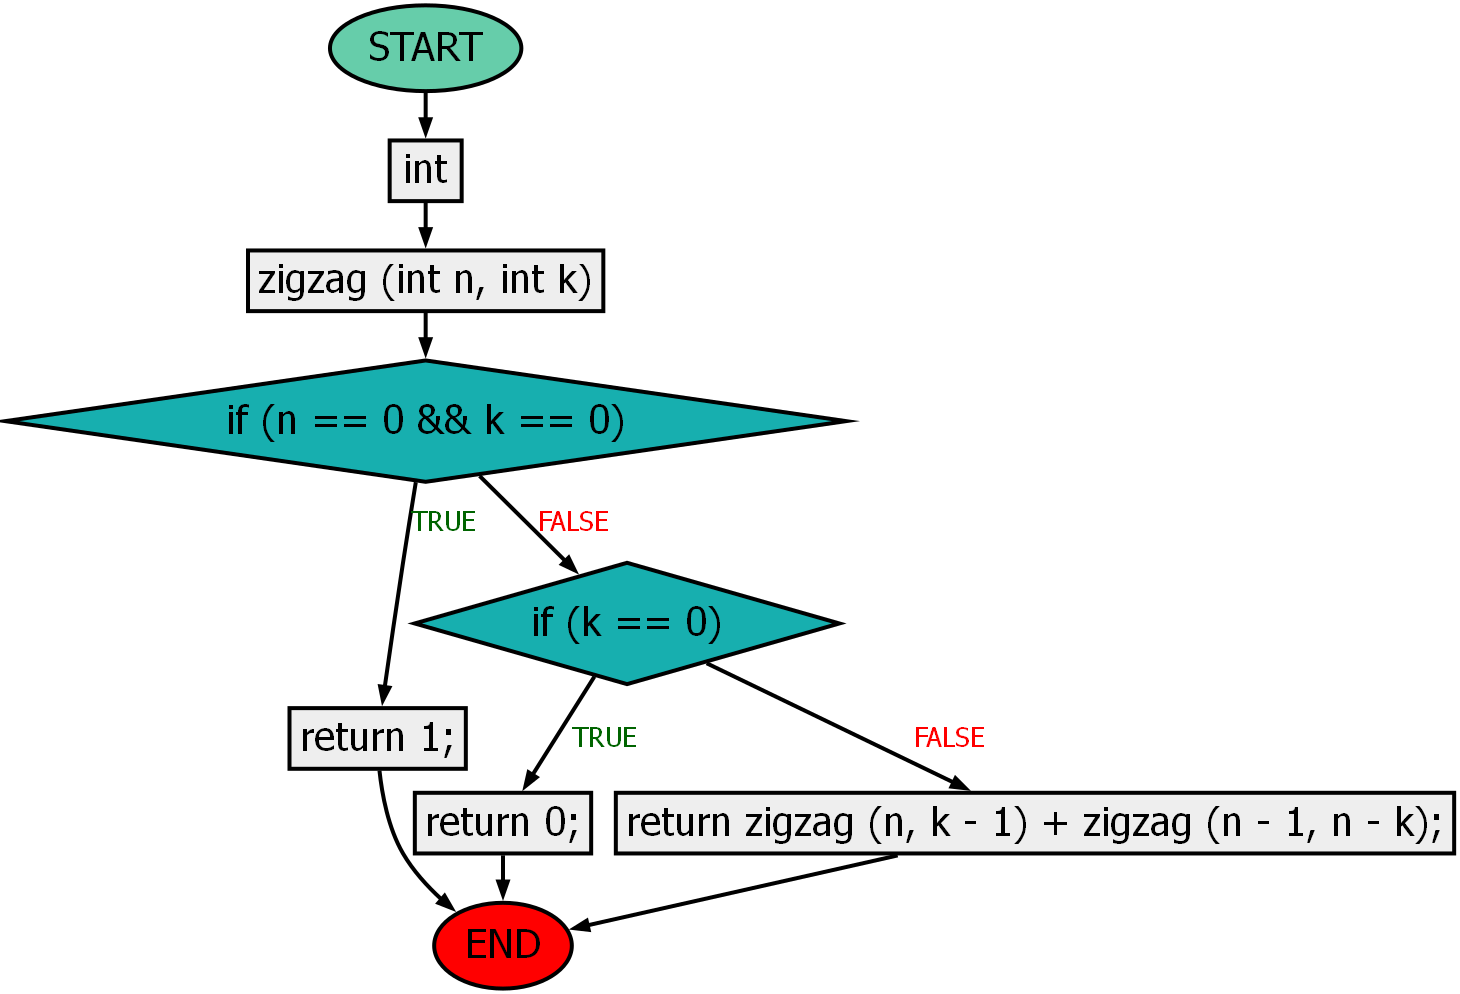 START
int
zigzag (int n, int k)
if (n == 0 && k == 0)
TRUE
FALSE
if (k == 0)
return 1;
TRUE
FALSE
return 0;
return zigzag (n, k - 1) + zigzag (n - 1, n - k);
END